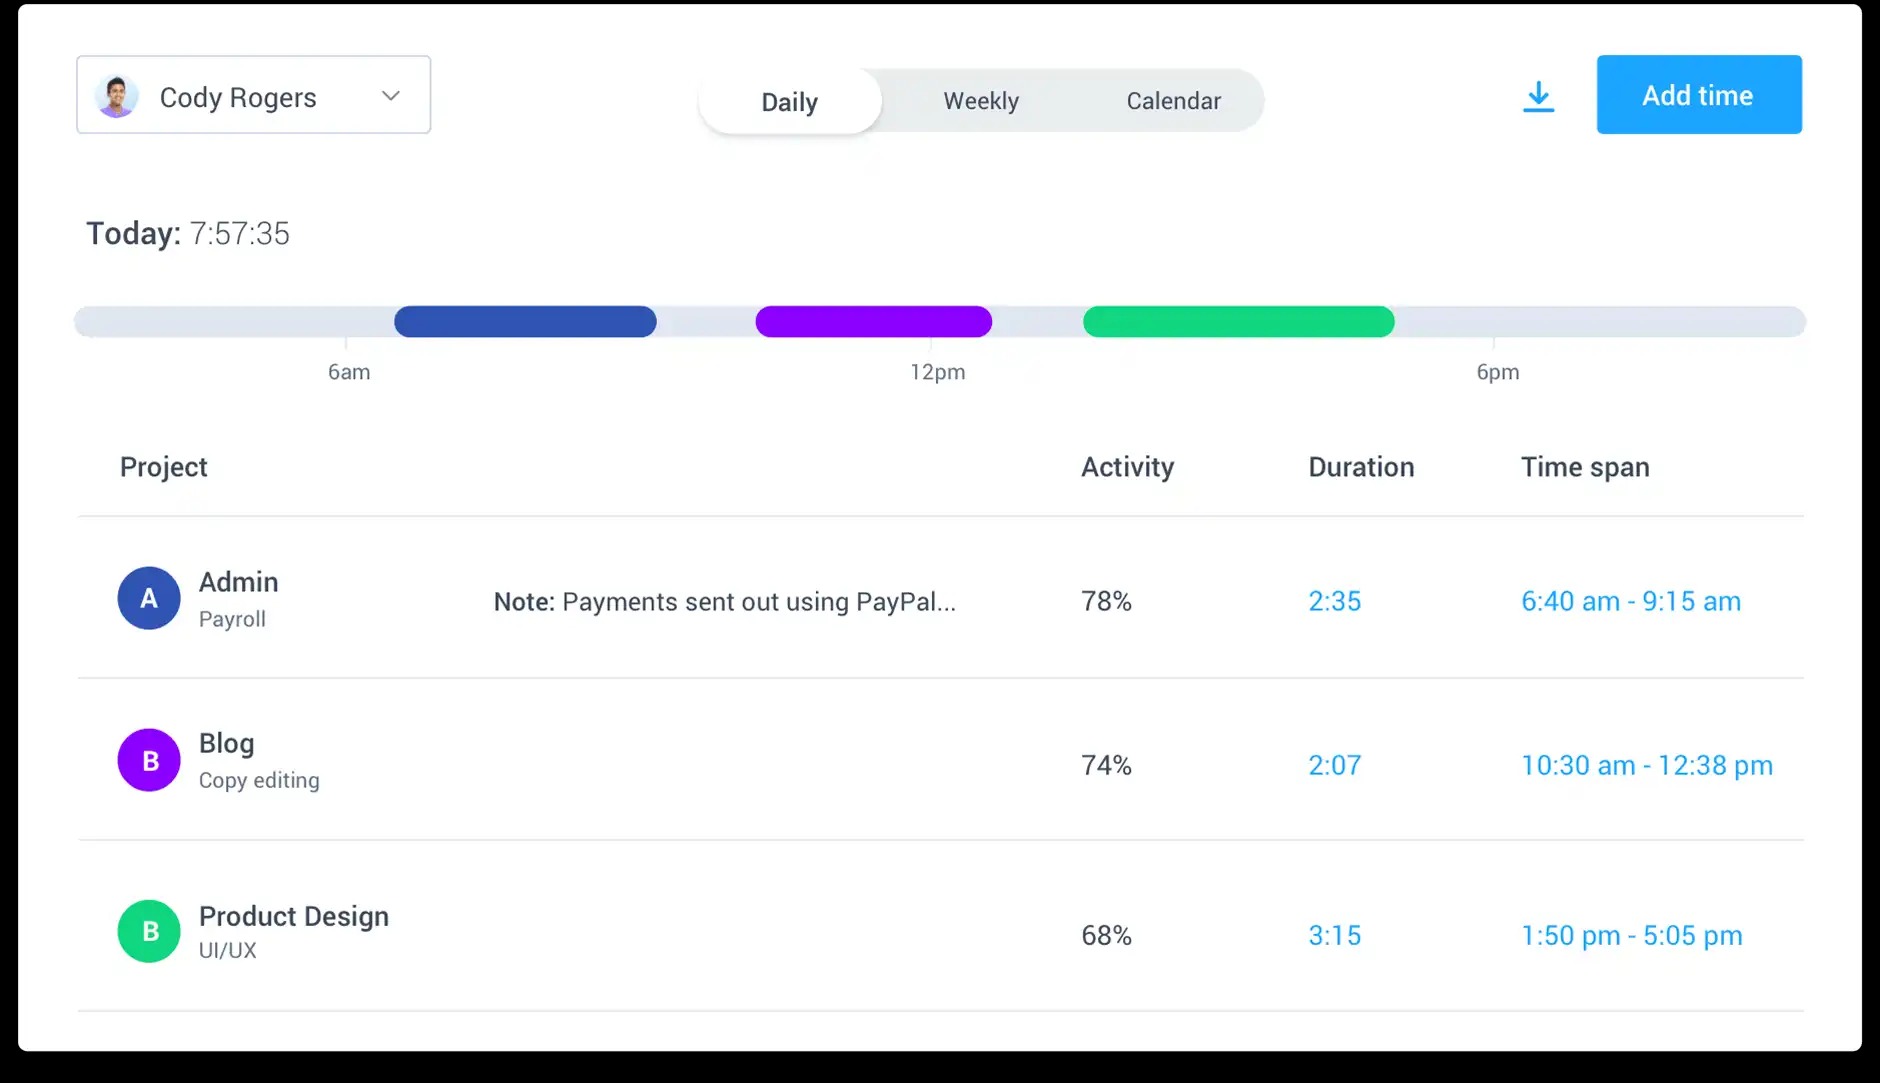 Cody Rogers
Daily Weekly Calendar
Add time
Today: 7:57:35
6am 12pm 6pm
Project Activity Duration Time span
A
Admin
Payroll
Note: Payments sent out using PayPal...
78% 2:35 6:40 am - 9:15 am
B
Blog
Copy editing
74% 2:07 10:30 am - 12:38 pm
B
Product Design
UI/UX
68% 3:15 1:50 pm - 5:05 pm